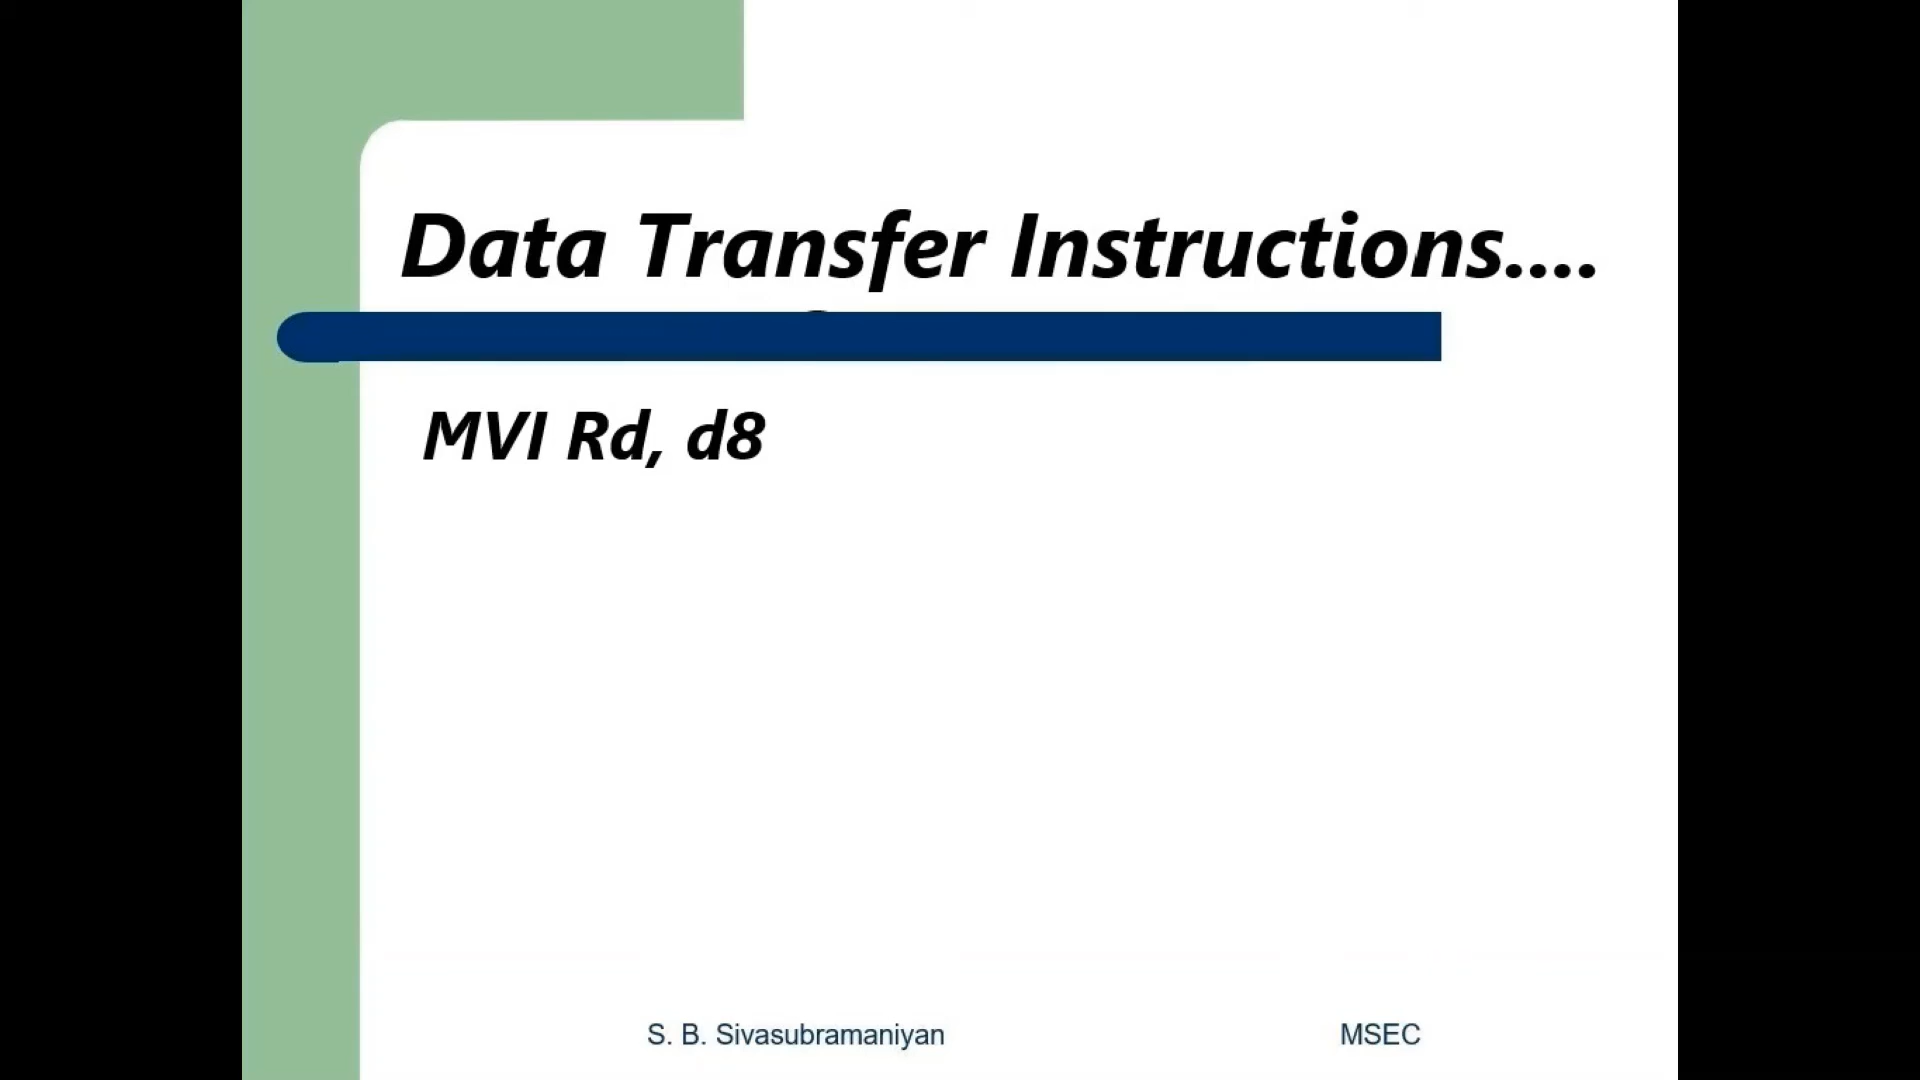 Data Transfer Instructions....
MVI Rd, d8
S. B. Sivasubramaniyan MSEC